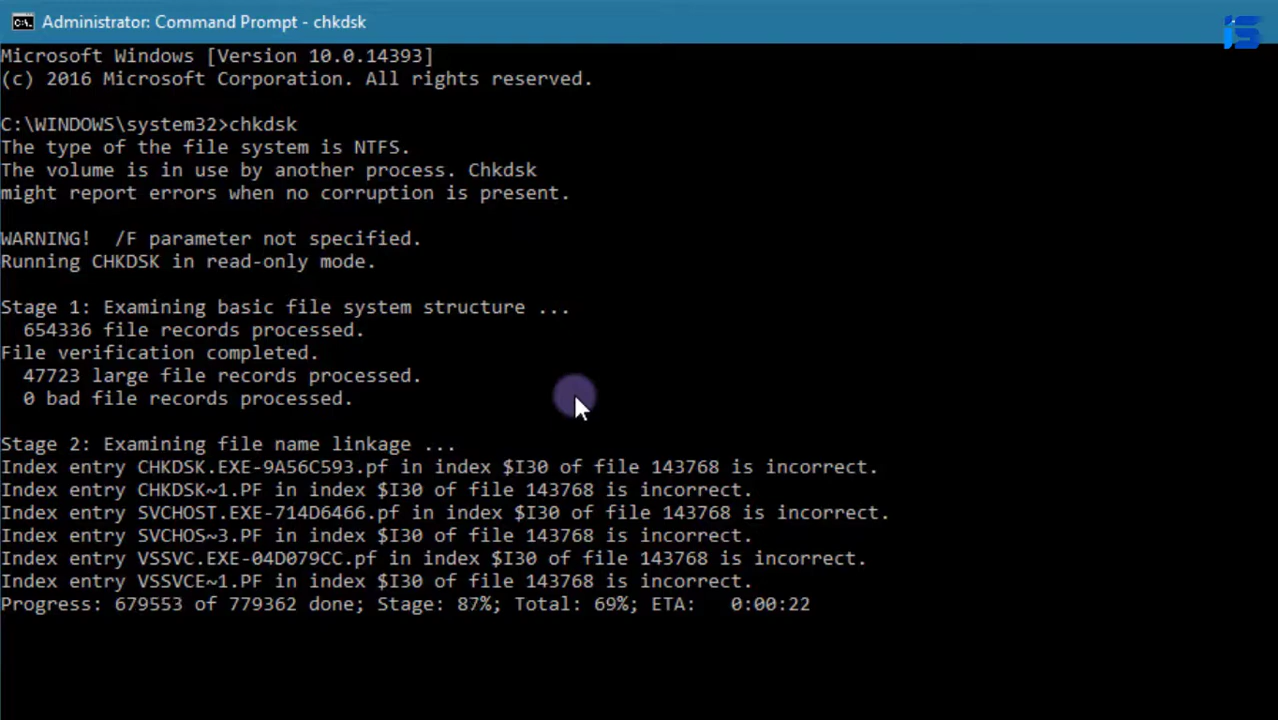 Administrator: Command Prompt - chkdsk
iS
Microsoft Windows [Version 10.0.14393]
(c) 2016 Microsoft Corporation. All rights reserved.
C:\WINDOWS\system32>chkdsk
The type of the file system is NTFS.
The volume is in use by another process. Chkdsk
might report errors when no corruption is present.
WARNING!  /F parameter not specified.
Running CHKDSK in read-only mode.
Stage 1: Examining basic file system structure ...
  654336 file records processed.
File verification completed.
  47723 large file records processed.
  0 bad file records processed.
Stage 2: Examining file name linkage ...
Index entry CHKDSK.EXE-9A56C593.pf in index $I30 of file 143768 is incorrect.
Index entry CHKDSK~1.PF in index $I30 of file 143768 is incorrect.
Index entry SVCHOST.EXE-714D6466.pf in index $I30 of file 143768 is incorrect.
Index entry SVCHOS~3.PF in index $I30 of file 143768 is incorrect.
Index entry VSSVC.EXE-04D079CC.pf in index $I30 of file 143768 is incorrect.
Index entry VSSVCE~1.PF in index $I30 of file 143768 is incorrect.
Progress: 679553 of 779362 done; Stage: 87%; Total: 69%; ETA:   0:00:22